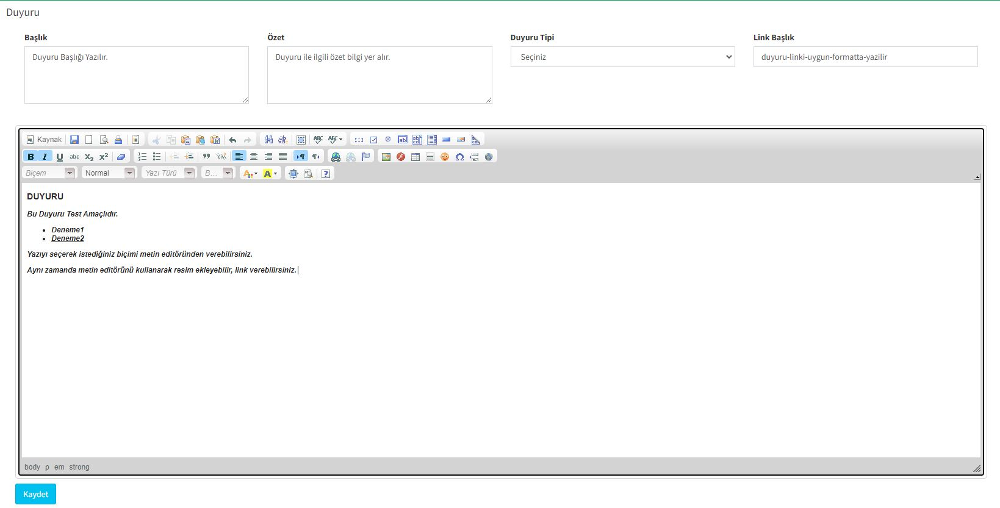 Duyuru
Başlık
Özet
Duyuru Tipi
Link Başlık
Duyuru Başlığı Yazılır.
Duyuru ile ilgili özet bilgi yer alır.
Seçiniz
duyuru-linki-uygun-formatta-yazilir
Kaynak
Biçem
Normal
Yazı Türü
B...
DUYURU
Bu Duyuru Test Amaçlıdır.
Deneme1
Deneme2
Yazıyı seçerek istediğiniz biçimi metin editöründen verebilirsiniz.
Aynı zamanda metin editörünü kullanarak resim ekleyebilir, link verebilirsiniz.
body p em strong
Kaydet